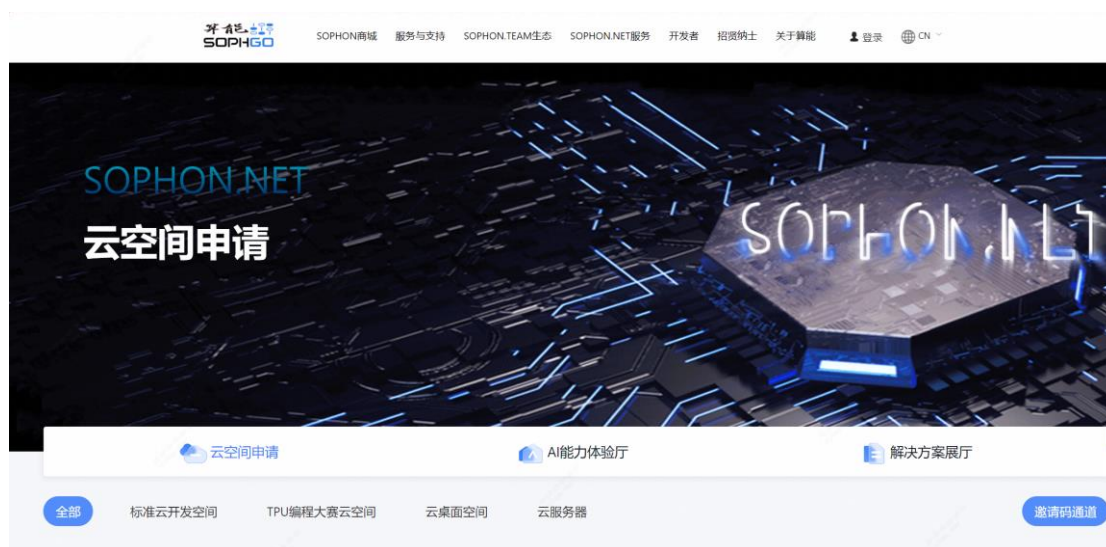 算能
SOPHGO
SOPHON商城 服务与支持 SOPHON.TEAM生态 SOPHON.NET服务 开发者 招贤纳士 关于算能 登录 CN
SOPHON.NET
云空间申请
SOPHON.NET
云空间申请 AI能力体验厅 解决方案展厅
全部 标准云开发空间 TPU编程大赛云空间 云桌面空间 云服务器 邀请码通道